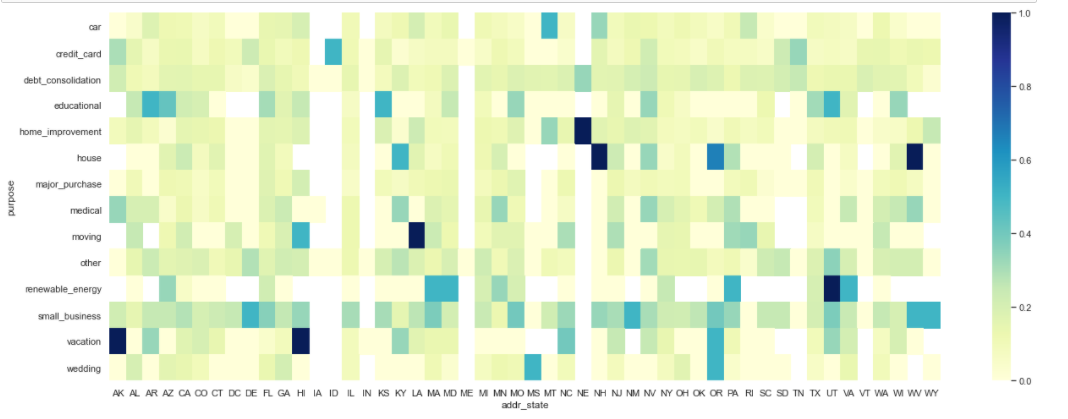 car
credit_card
debt_consolidation
educational
home_improvement
house
major_purchase
medical
moving
other
renewable_energy
small_business
vacation
wedding
purpose
AK AL AR AZ CA CO CT DC DE FL GA HI IA ID IL IN KS KY LA MA MD ME MI MN MO MS MT NC NE NH NJ NM NV NY OH OK OR PA RI SC SD TN TX UT VA VT WA WI WV WY
addr_state
1.0
0.8
0.6
0.4
0.2
0.0